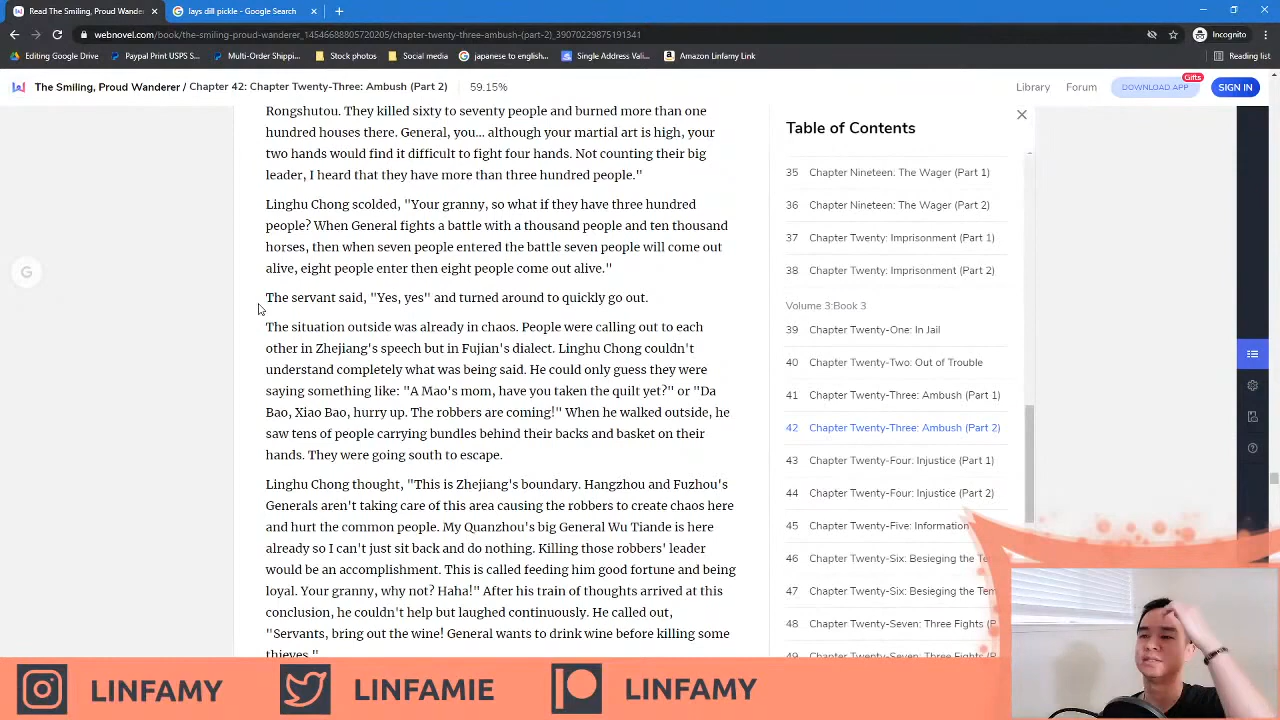 Read The Smiling, Proud Wander
lays dill pickle - Google Search
webnovel.com/book/the-smiling-proud-wanderer_14546688805720205/chapter-twenty-three-ambush-(part-2)_39070229875191341
Incognito
Editing Google Drive
Paypal Print USPS S...
Multi-Order Shippi...
Stock photos
Social media
japanese to english...
Single Address Vali...
Amazon Linfamy Link
Reading list
The Smiling, Proud Wanderer / Chapter 42: Chapter Twenty-Three: Ambush (Part 2)
59.15%
Library
Forum
DOWNLOAD APP
Gifts
SIGN IN
Rongshutou. They killed sixty to seventy people and burned more than one
hundred houses there. General, you... although your martial art is high, your
two hands would find it difficult to fight four hands. Not counting their big
leader, I heard that they have more than three hundred people."
Linghu Chong scolded, "Your granny, so what if they have three hundred
people? When General fights a battle with a thousand people and ten thousand
horses, then when seven people entered the battle seven people will come out
alive, eight people enter then eight people come out alive."
The servant said, "Yes, yes" and turned around to quickly go out.
The situation outside was already in chaos. People were calling out to each
other in Zhejiang's speech but in Fujian's dialect. Linghu Chong couldn't
understand completely what was being said. He could only guess they were
saying something like: "A Mao's mom, have you taken the quilt yet?" or "Da
Bao, Xiao Bao, hurry up. The robbers are coming!" When he walked outside, he
saw tens of people carrying bundles behind their backs and basket on their
hands. They were going south to escape.
Linghu Chong thought, "This is Zhejiang's boundary. Hangzhou and Fuzhou's
Generals aren't taking care of this area causing the robbers to create chaos here
and hurt the common people. My Quanzhou's big General Wu Tiande is here
already so I can't just sit back and do nothing. Killing those robbers' leader
would be an accomplishment. This is called feeding him good fortune and being
loyal. Your granny, why not? Haha!" After his train of thoughts arrived at this
conclusion, he couldn't help but laughed continuously. He called out,
"Servants, bring out the wine! General wants to drink wine before killing some
thieves."
Table of Contents
35 Chapter Nineteen: The Wager (Part 1)
36 Chapter Nineteen: The Wager (Part 2)
37 Chapter Twenty: Imprisonment (Part 1)
38 Chapter Twenty: Imprisonment (Part 2)
Volume 3:Book 3
39 Chapter Twenty-One: In Jail
40 Chapter Twenty-Two: Out of Trouble
41 Chapter Twenty-Three: Ambush (Part 1)
42 Chapter Twenty-Three: Ambush (Part 2)
43 Chapter Twenty-Four: Injustice (Part 1)
44 Chapter Twenty-Four: Injustice (Part 2)
45 Chapter Twenty-Five: Information
46 Chapter Twenty-Six: Besieging the Tem
47 Chapter Twenty-Six: Besieging the Tem
48 Chapter Twenty-Seven: Three Fights (P
49 Chapter Twenty-Seven: Three Fights (P
LINFAMY
LINFAMIE
LINFAMY